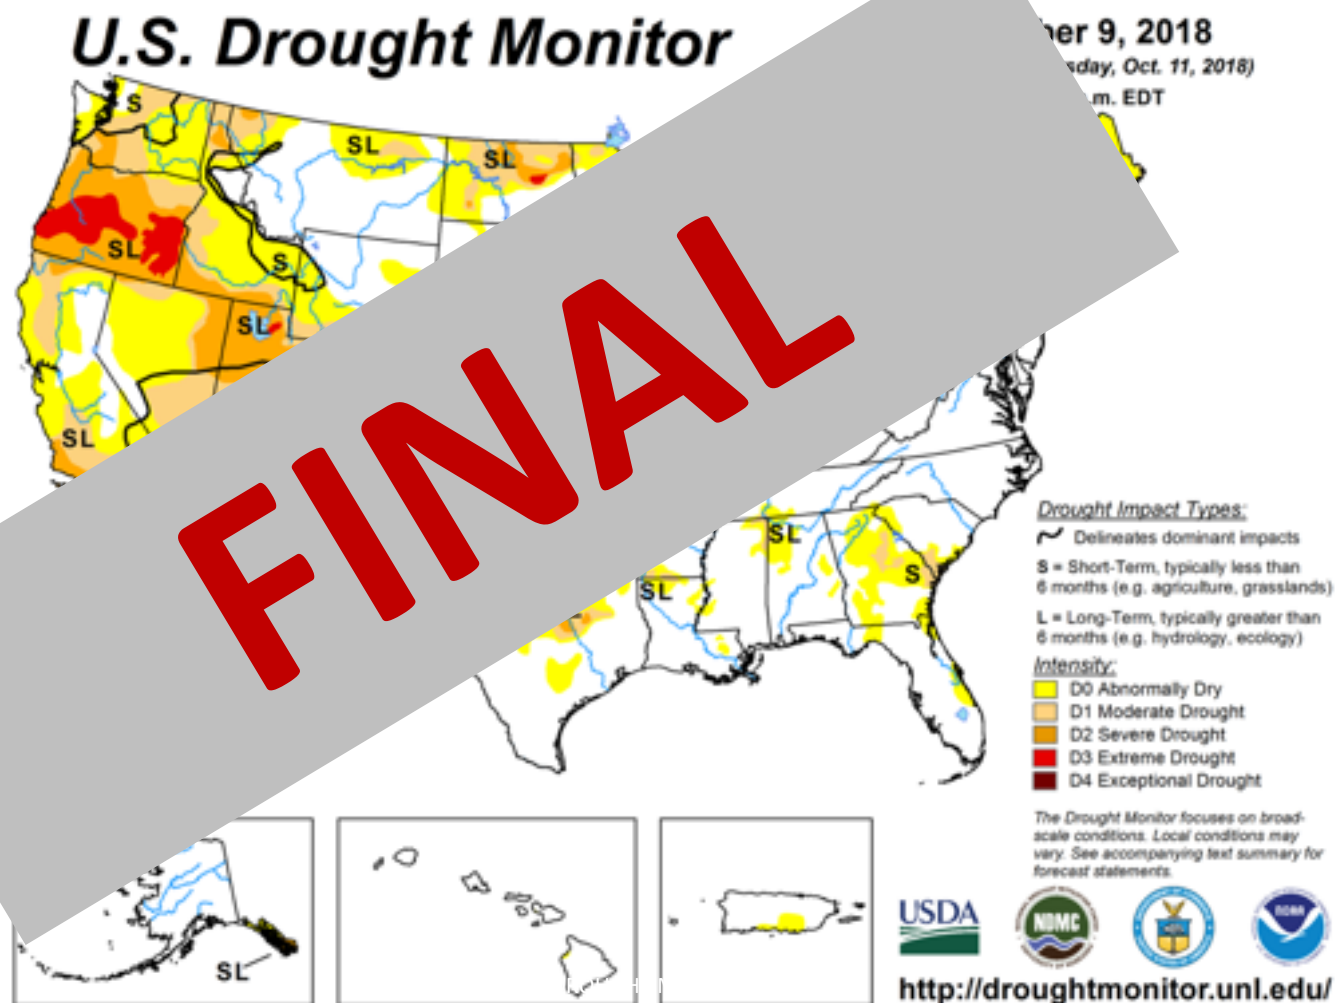 U.S. Drought Monitor
er 9, 2018
sday, Oct. 11, 2018)
.m. EDT
S
SL
SL
SL
S
SL
SL
FINAL
SL
S
SL
SL
Drought Impact Types:
Delineates dominant impacts
S = Short-Term, typically less than
6 months (e.g. agriculture, grasslands)
L = Long-Term, typically greater than
6 months (e.g. hydrology, ecology)
Intensity:
D0 Abnormally Dry
D1 Moderate Drought
D2 Severe Drought
D3 Extreme Drought
D4 Exceptional Drought
The Drought Monitor focuses on broad-
scale conditions. Local conditions may
vary. See accompanying text summary for
forecast statements.
USDA
NDMC
NOAA
http://droughtmonitor.unl.edu/